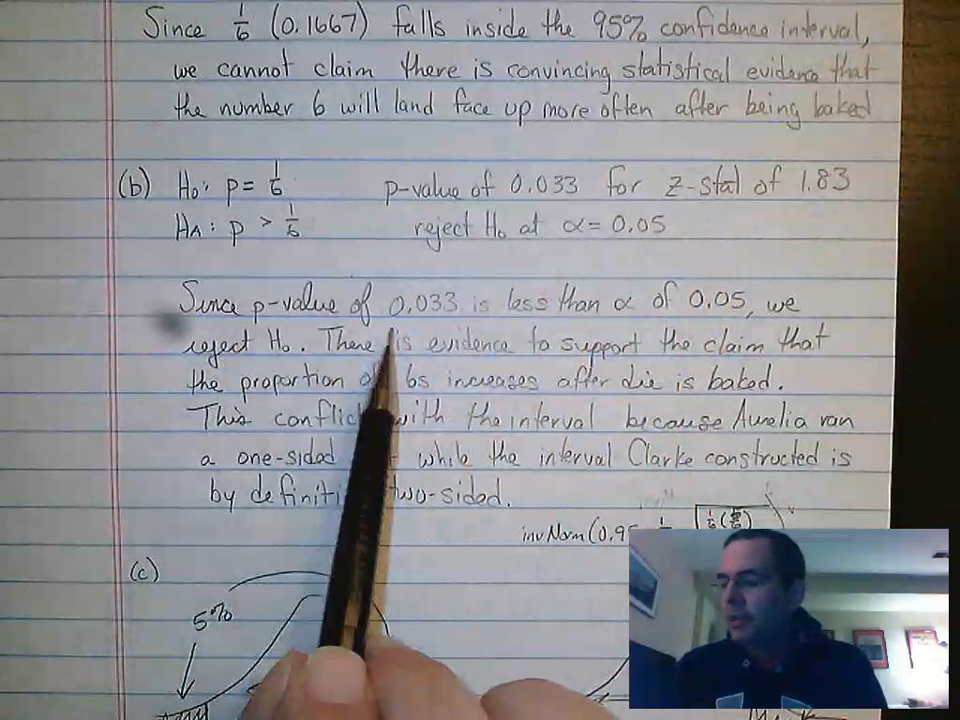 Since 1/6 (0.1667) falls inside the 95% confidence interval,
we cannot claim there is convincing statistical evidence that
the number 6 will land face up more often after being baked
(b) H₀: p = 1/6 p-value of 0.033 for z-stat of 1.83
Hᴀ: p > 1/6 reject H₀ at α = 0.05
Since p-value of 0.033 is less than α of 0.05, we
reject H₀. There is evidence to support the claim that
the proportion 6s increases after die is baked.
This with the interval because Aurelia ran
a one-sided while the interval Clarke constructed is
by two-sided.
invNorm(0.95
(c)
5%